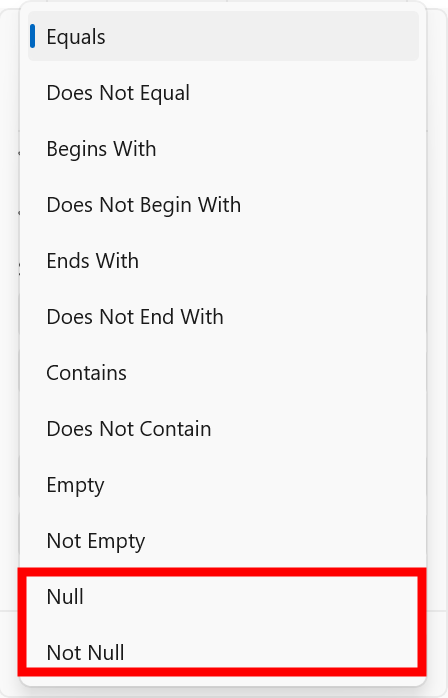 Equals
Does Not Equal
Begins With
Does Not Begin With
Ends With
Does Not End With
Contains
Does Not Contain
Empty
Not Empty
Null
Not Null